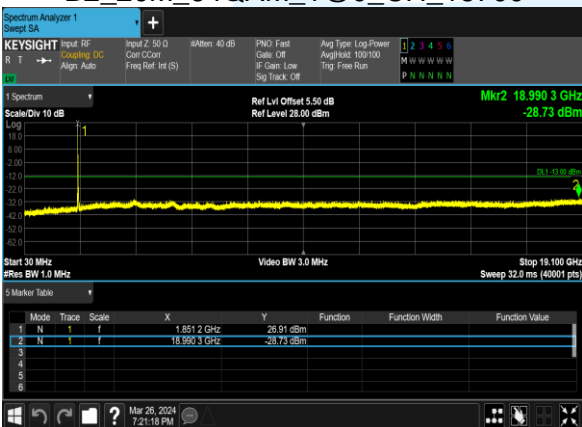 Spectrum Analyzer 1
Swept SA
+
KEYSIGHT
R T
Input: RF
Coupling: DC
Align: Auto
Input Z: 50 Ω
Corr CCorr
Freq Ref: Int (S)
#Atten: 40 dB
PNO: Fast
Gate: Off
IF Gain: Low
Sig Track: Off
Avg Type: Log-Power
Avg|Hold: 100/100
Trig: Free Run
1 2 3 4 5 6
M W W W W W
P N N N N N
1 Spectrum
Scale/Div 10 dB
Ref Lvl Offset 5.50 dB
Ref Level 28.00 dBm
Mkr2 18.990 3 GHz
-28.73 dBm
Log
18.0
8.00
-2.00
-12.0
-22.0
-32.0
-42.0
-52.0
-62.0
1
DL1 -13.00 dBm
2
Start 30 MHz
#Res BW 1.0 MHz
Video BW 3.0 MHz
Stop 19.100 GHz
Sweep 32.0 ms (40001 pts)
5 Marker Table
Mode Trace Scale X Y Function Function Width Function Value
1 N 1 f 1.851 2 GHz 26.91 dBm
2 N 1 f 18.990 3 GHz -28.73 dBm
3
4
5
6
?
Mar 26, 2024
7:21:18 PM